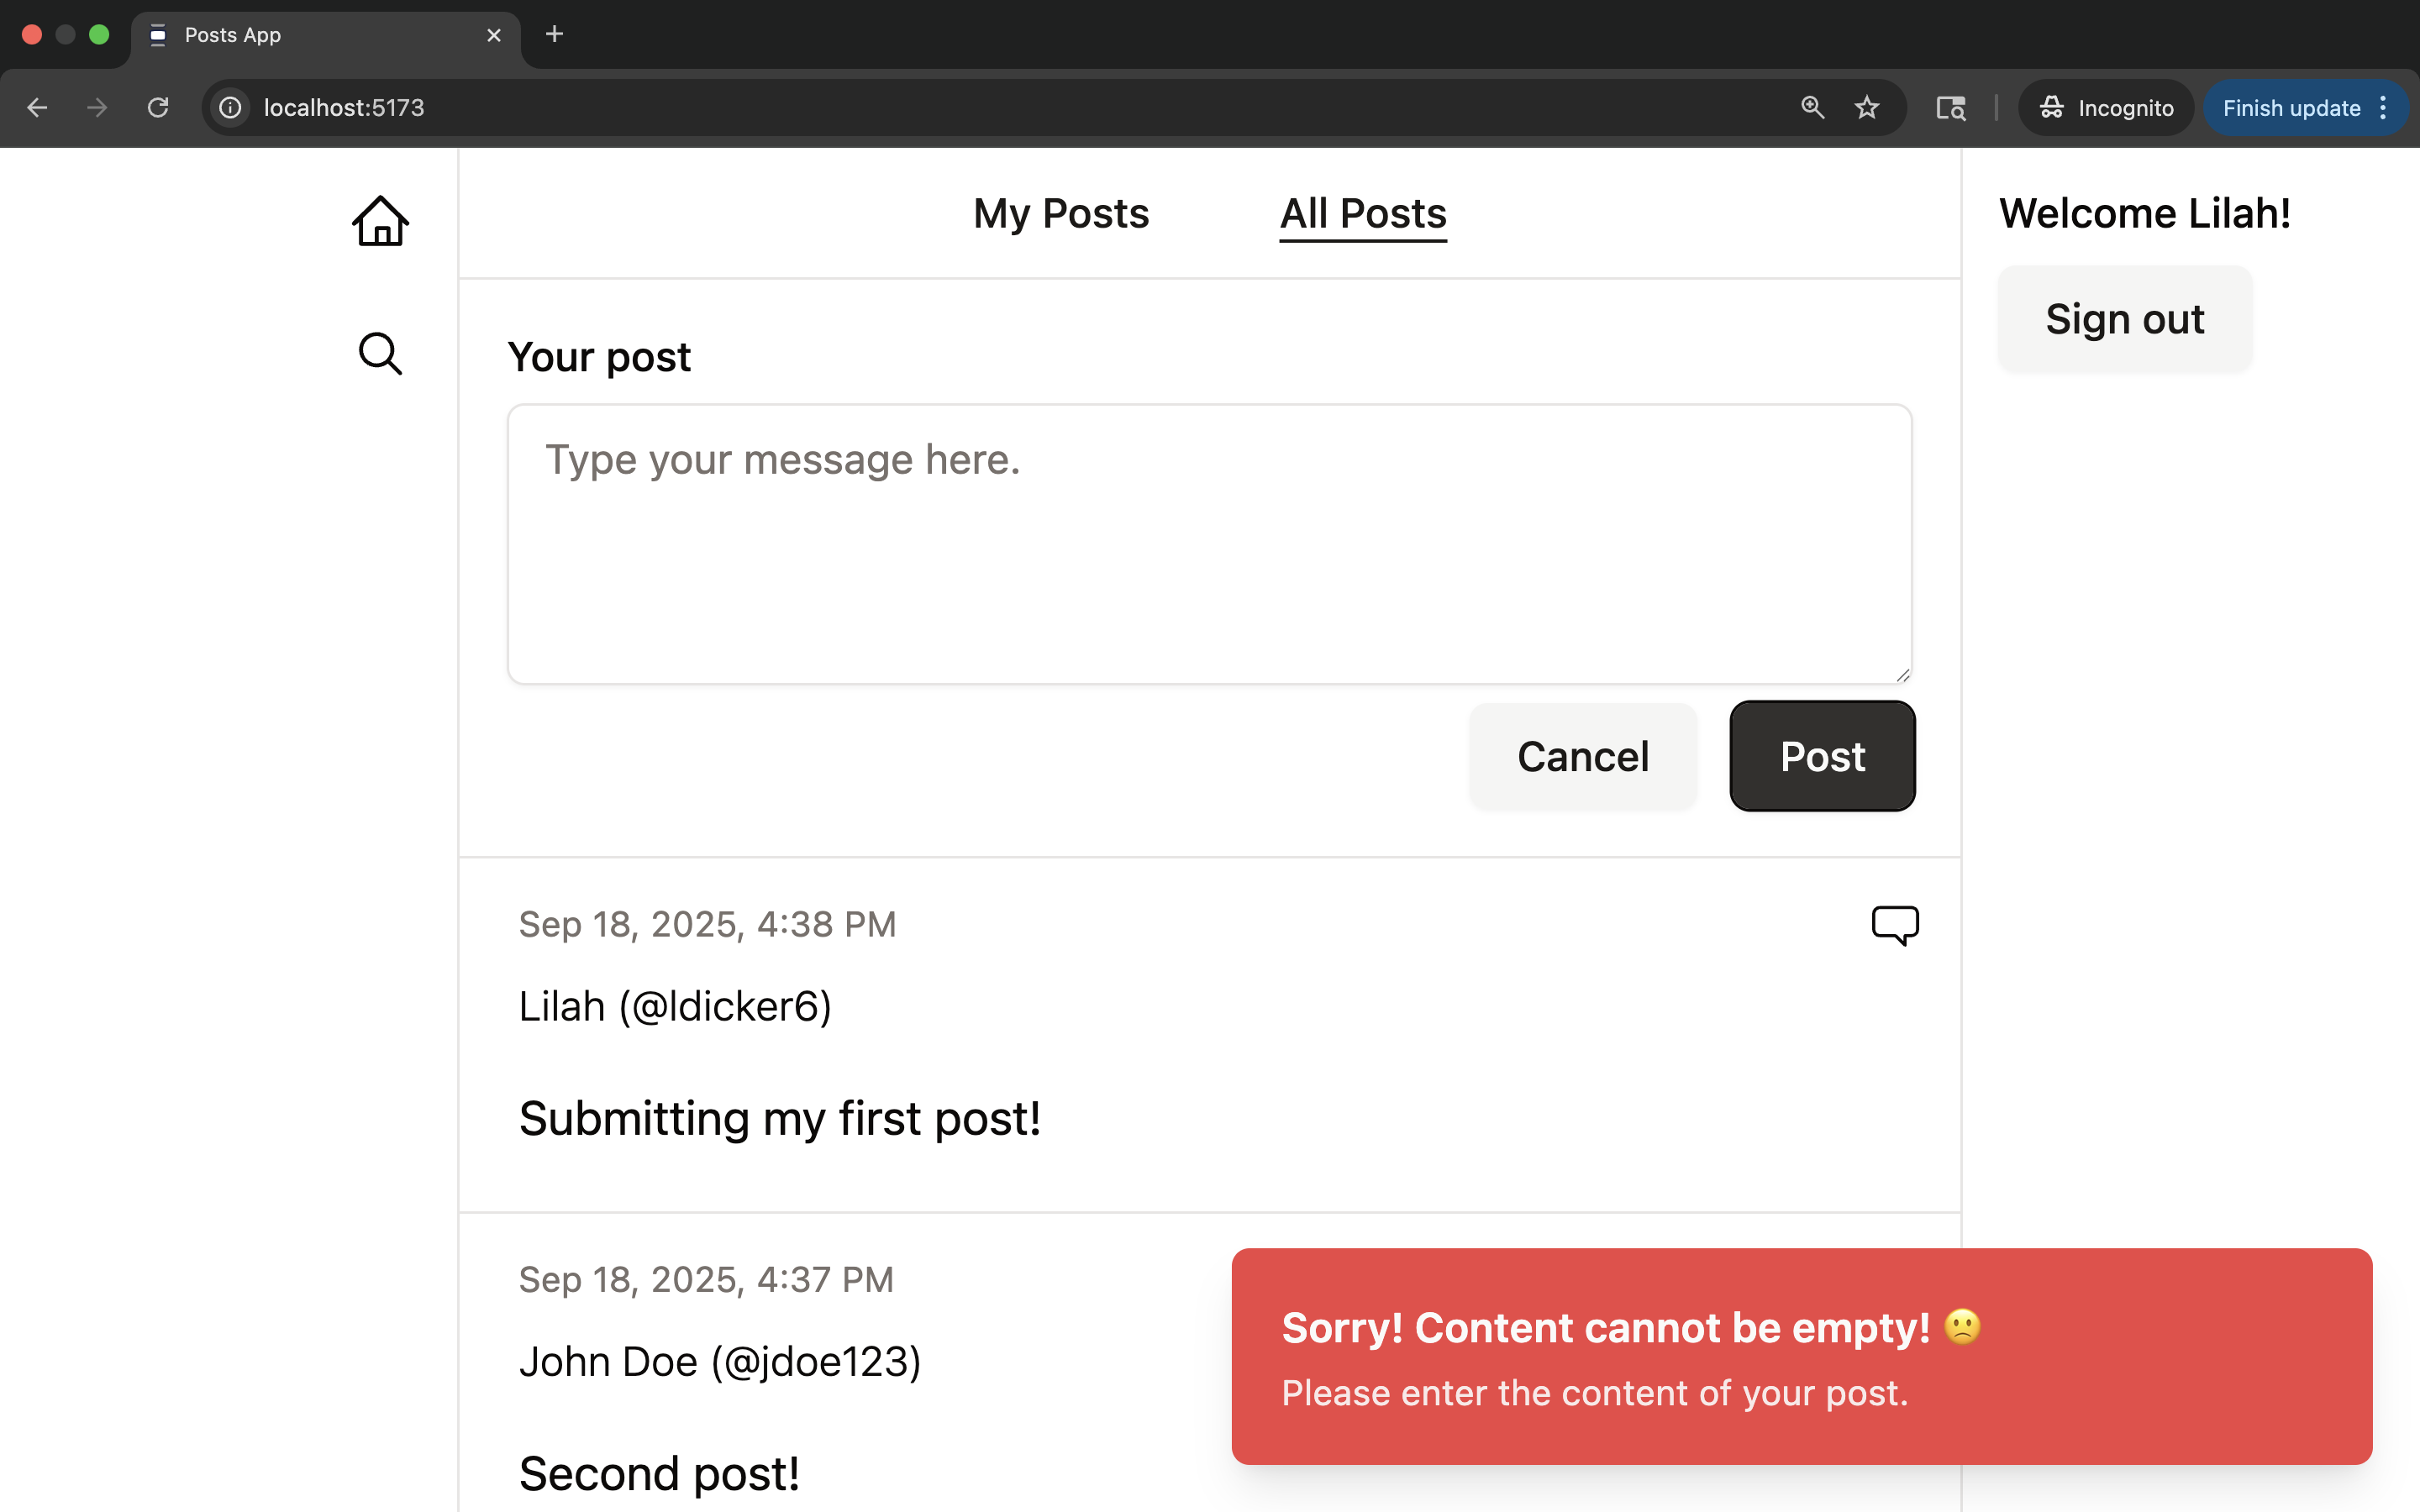 Posts App
localhost:5173
Incognito
Finish update
My Posts
All Posts
Welcome Lilah!
Sign out
Your post
Type your message here.
Cancel
Post
Sep 18, 2025, 4:38 PM
Lilah (@ldicker6)
Submitting my first post!
Sep 18, 2025, 4:37 PM
John Doe (@jdoe123)
Second post!
Sorry! Content cannot be empty! 🙁
Please enter the content of your post.